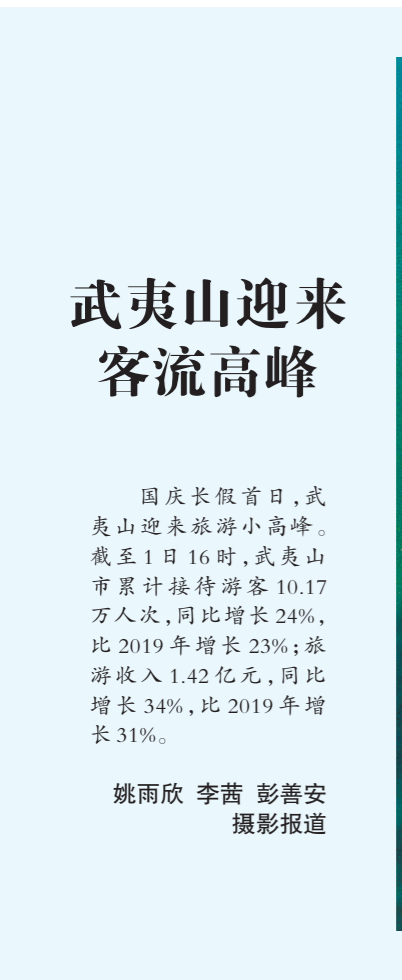 武夷山迎来
客流高峰
国庆长假首日,武
夷山迎来旅游小高峰。
截至1日16时,武夷山
市累计接待游客10.17
万人次,同比增长24%,
比2019年增长23%;旅
游收入1.42亿元,同比
增长34%,比2019年增
长31%。
姚雨欣 李茜 彭善安
摄影报道